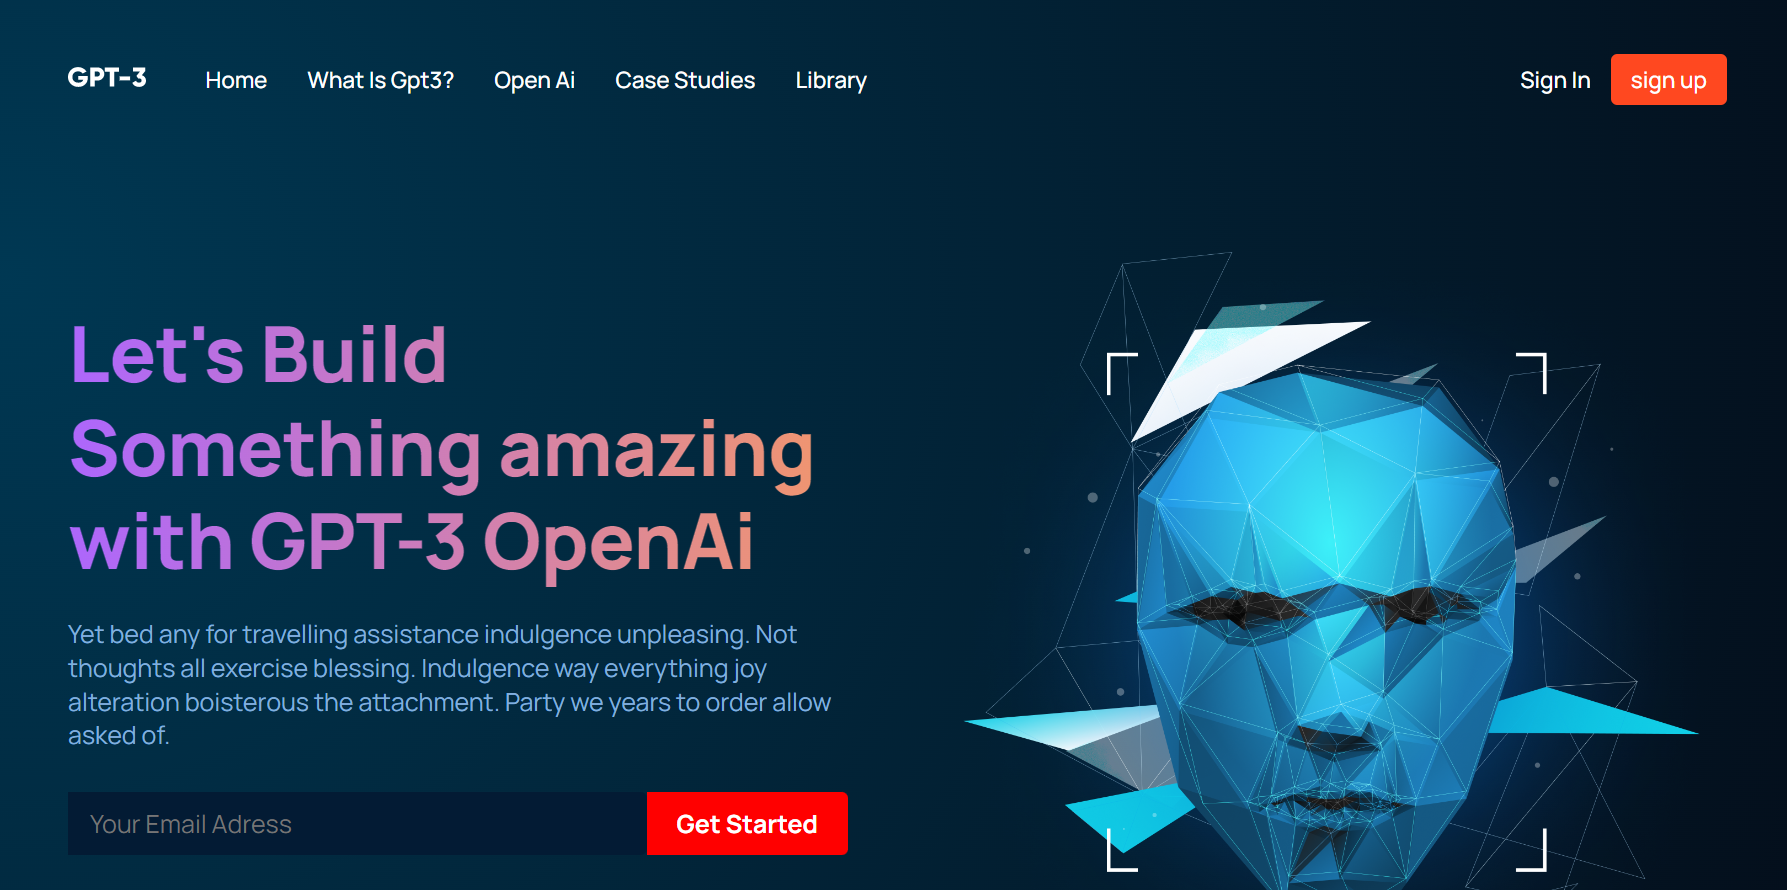 GPT-3 Home What Is Gpt3? Open Ai Case Studies Library Sign In sign up
Let's Build
Something amazing
with GPT-3 OpenAi
Yet bed any for travelling assistance indulgence unpleasing. Not
thoughts all exercise blessing. Indulgence way everything joy
alteration boisterous the attachment. Party we years to order allow
asked of.
Your Email Adress Get Started